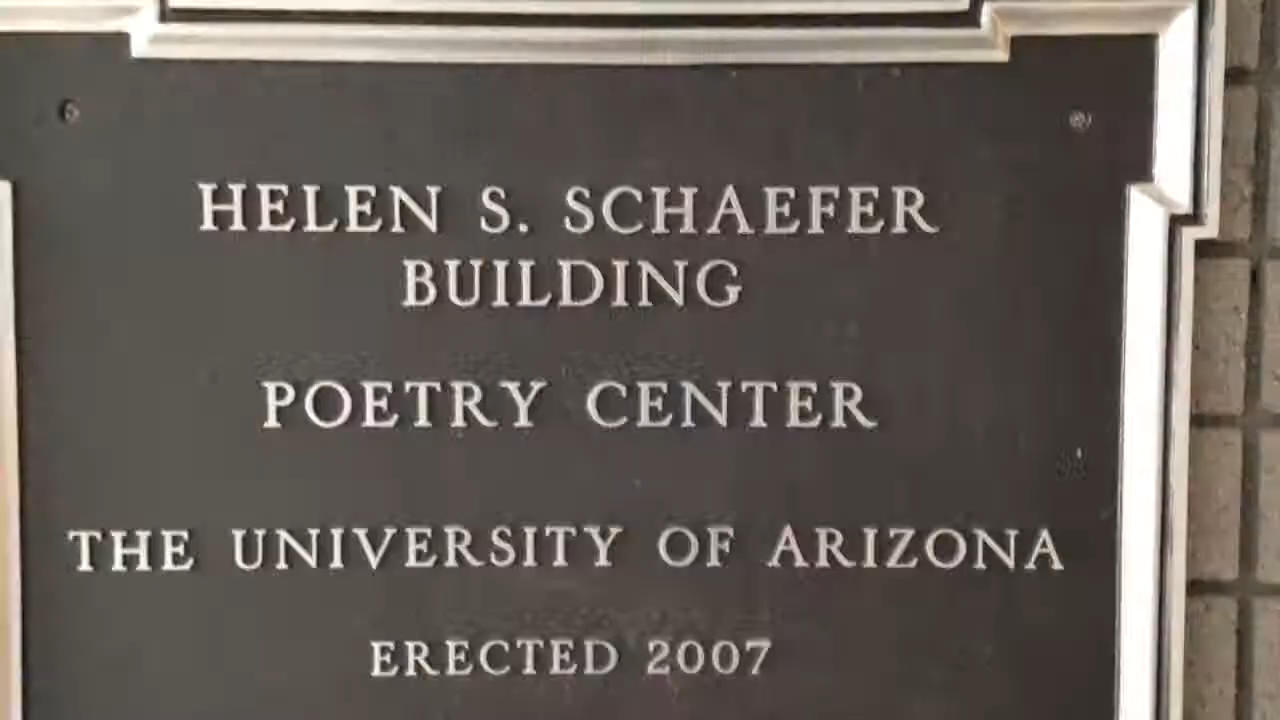 HELEN S. SCHAEFER
BUILDING
POETRY CENTER
THE UNIVERSITY OF ARIZONA
ERECTED 2007